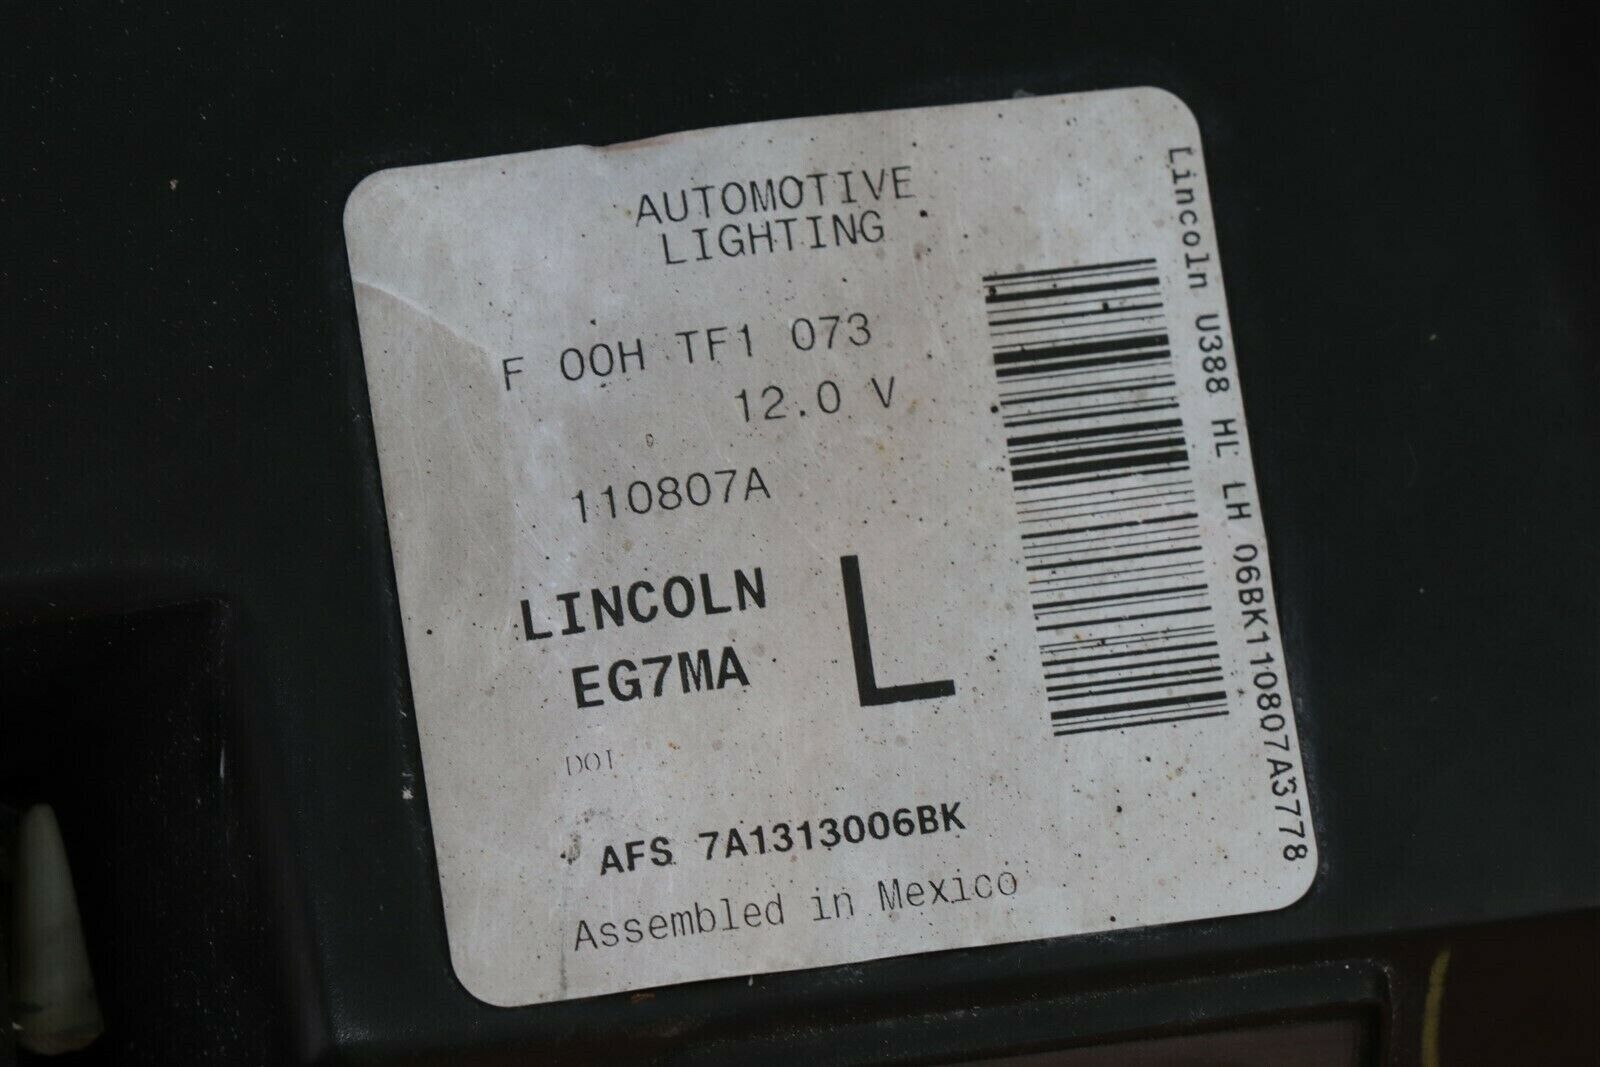 AUTOMOTIVE
LIGHTING
F 00H TF1 073
12.0 V
110807A
LINCOLN
EG7MA
L
DOT
AFS 7A1313006BK
Assembled in Mexico
Lincoln U388 HL LH 06BK110807A3778